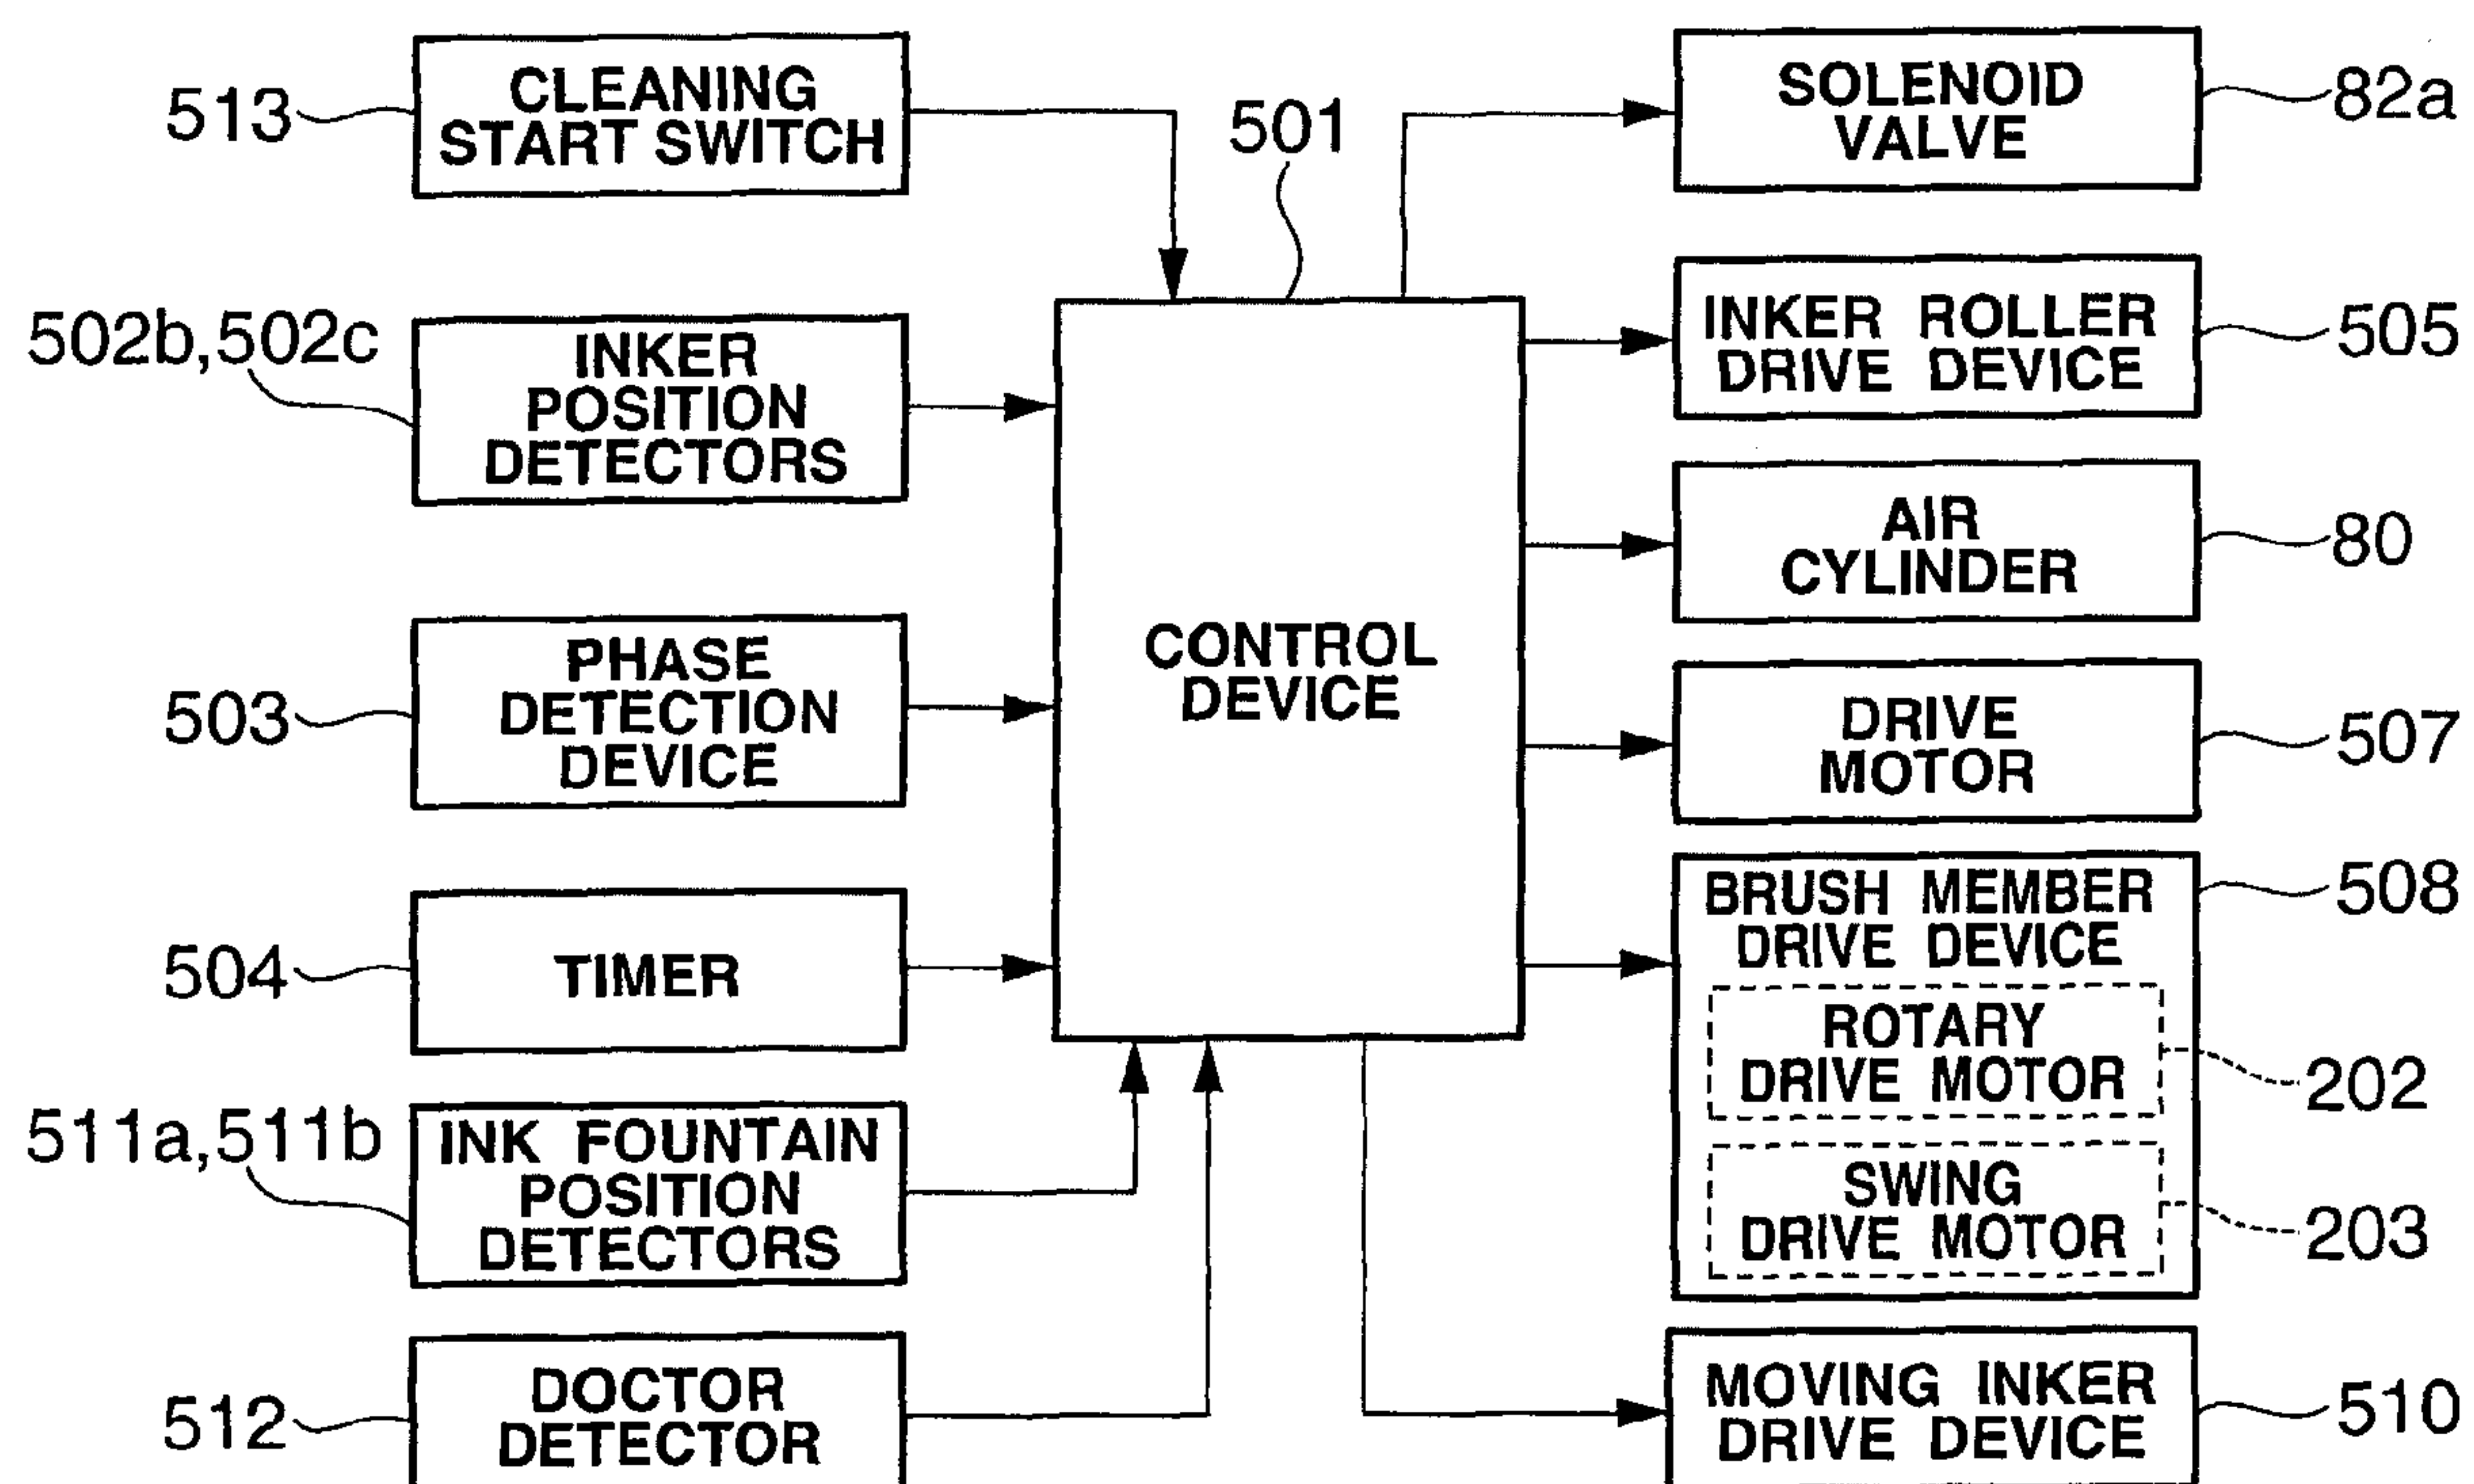 513
CLEANING
START SWITCH
501
SOLENOID
VALVE
82a
502b,502c
INKER
POSITION
DETECTORS
INKER ROLLER
DRIVE DEVICE
505
AIR
CYLINDER
80
503
PHASE
DETECTION
DEVICE
CONTROL
DEVICE
DRIVE
MOTOR
507
504
TIMER
BRUSH MEMBER
DRIVE DEVICE
508
ROTARY
DRIVE MOTOR
202
SWING
DRIVE MOTOR
203
511a,511b
INK FOUNTAIN
POSITION
DETECTORS
512
DOCTOR
DETECTOR
MOVING INKER
DRIVE DEVICE
510